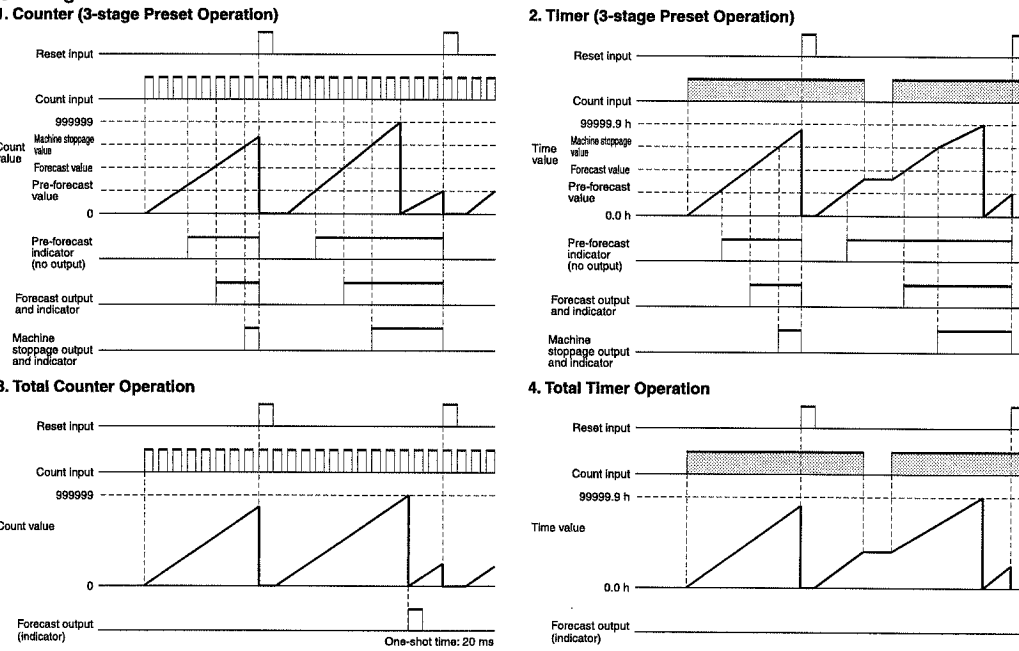 1. Counter (3-stage Preset Operation)
Reset input
Count input
999999
Count value
Machine stoppage value
Forecast value
Pre-forecast value
0
Pre-forecast
indicator
(no output)
Forecast output
and indicator
Machine
stoppage output
and indicator
2. Timer (3-stage Preset Operation)
Reset input
Count input
99999.9 h
Time value
Machine stoppage value
Forecast value
Pre-forecast value
0.0 h
Pre-forecast
indicator
(no output)
Forecast output
and indicator
Machine
stoppage output
and indicator
3. Total Counter Operation
Reset input
Count input
999999
Count value
0
Forecast output
(indicator)
One-shot time: 20 ms
4. Total Timer Operation
Reset input
Count input
99999.9 h
Time value
0.0 h
Forecast output
(indicator)